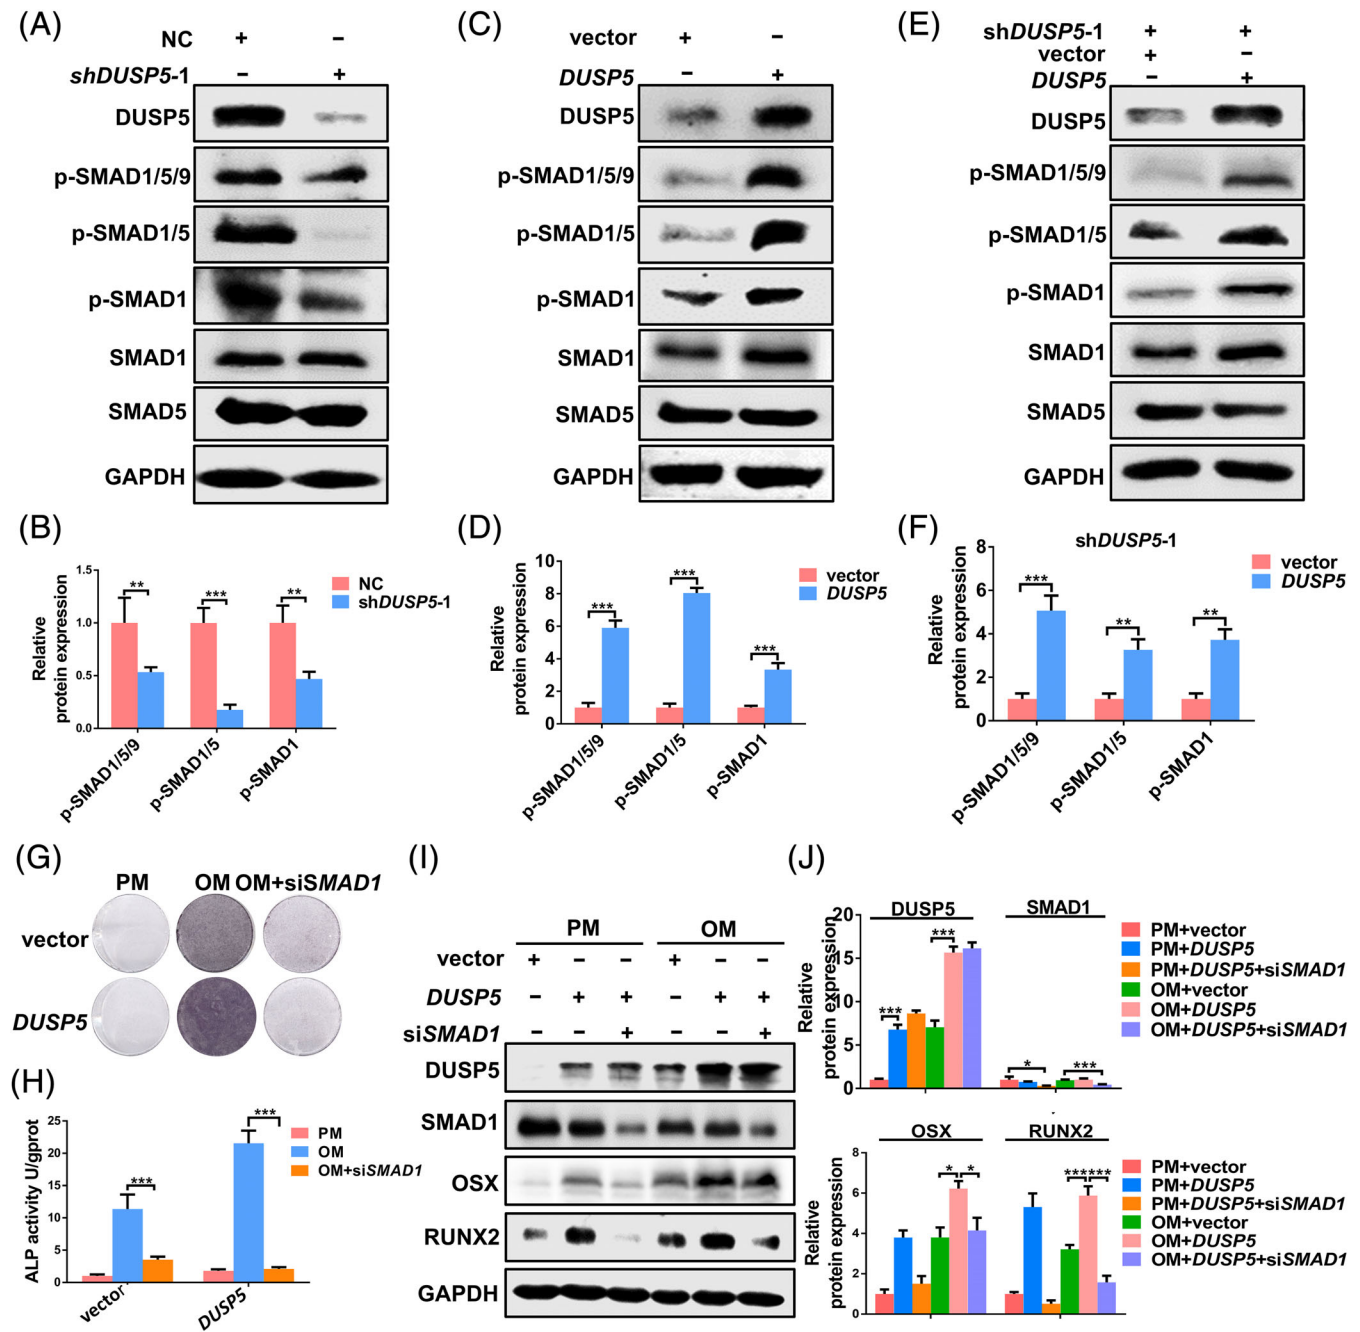 (A)
NC + −
shDUSP5-1 − +
DUSP5
p-SMAD1/5/9
p-SMAD1/5
p-SMAD1
SMAD1
SMAD5
GAPDH
(B)
Relative
protein expression
1.5
1.0
0.5
0.0
** *** **
NC
shDUSP5-1
p-SMAD1/5/9
p-SMAD1/5
p-SMAD1
(C)
vector + −
DUSP5 − +
DUSP5
p-SMAD1/5/9
p-SMAD1/5
p-SMAD1
SMAD1
SMAD5
GAPDH
(D)
Relative
protein expression
10
8
6
4
2
0
*** *** ***
vector
DUSP5
p-SMAD1/5/9
p-SMAD1/5
p-SMAD1
(E)
shDUSP5-1 + +
vector + −
DUSP5 − +
DUSP5
p-SMAD1/5/9
p-SMAD1/5
p-SMAD1
SMAD1
SMAD5
GAPDH
(F)
shDUSP5-1
Relative
protein expression
8
6
4
2
0
*** ** **
vector
DUSP5
p-SMAD1/5/9
p-SMAD1/5
p-SMAD1
(G)
PM OM OM+siSMAD1
vector
DUSP5
(H)
ALP activity U/gprot
25
20
15
10
5
0
*** ***
PM
OM
OM+siSMAD1
vector
DUSP5
(I)
PM OM
vector + − − + − −
DUSP5 − + + − + +
siSMAD1 − − + − − +
DUSP5
SMAD1
OSX
RUNX2
GAPDH
(J)
DUSP5 SMAD1
Relative
protein expression
20
15
10
5
0
*** *** * ***
PM+vector
PM+DUSP5
PM+DUSP5+siSMAD1
OM+vector
OM+DUSP5
OM+DUSP5+siSMAD1
OSX RUNX2
Relative
protein expression
8
6
4
2
0
* * *** ***
PM+vector
PM+DUSP5
PM+DUSP5+siSMAD1
OM+vector
OM+DUSP5
OM+DUSP5+siSMAD1